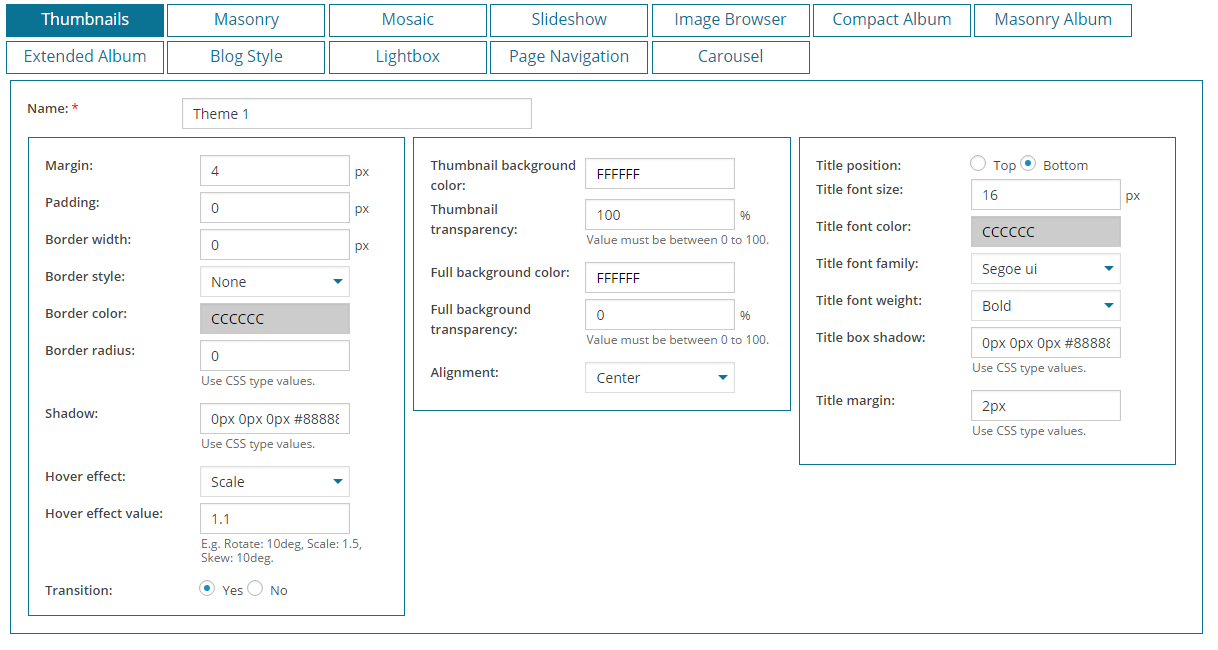 Thumbnails Masonry Mosaic Slideshow Image Browser Compact Album Masonry Album
Extended Album Blog Style Lightbox Page Navigation Carousel
Name: * Theme 1
Margin: 4 px
Padding: 0 px
Border width: 0 px
Border style: None
Border color: CCCCCC
Border radius: 0
Use CSS type values.
Shadow: 0px 0px 0px #88888
Use CSS type values.
Hover effect: Scale
Hover effect value: 1.1
E.g. Rotate: 10deg, Scale: 1.5,
Skew: 10deg.
Transition: Yes No
Thumbnail background
color: FFFFFF
Thumbnail
transparency: 100 %
Value must be between 0 to 100.
Full background color: FFFFFF
Full background
transparency: 0 %
Value must be between 0 to 100.
Alignment: Center
Title position: Top Bottom
Title font size: 16 px
Title font color: CCCCCC
Title font family: Segoe ui
Title font weight: Bold
Title box shadow: 0px 0px 0px #88888
Use CSS type values.
Title margin: 2px
Use CSS type values.